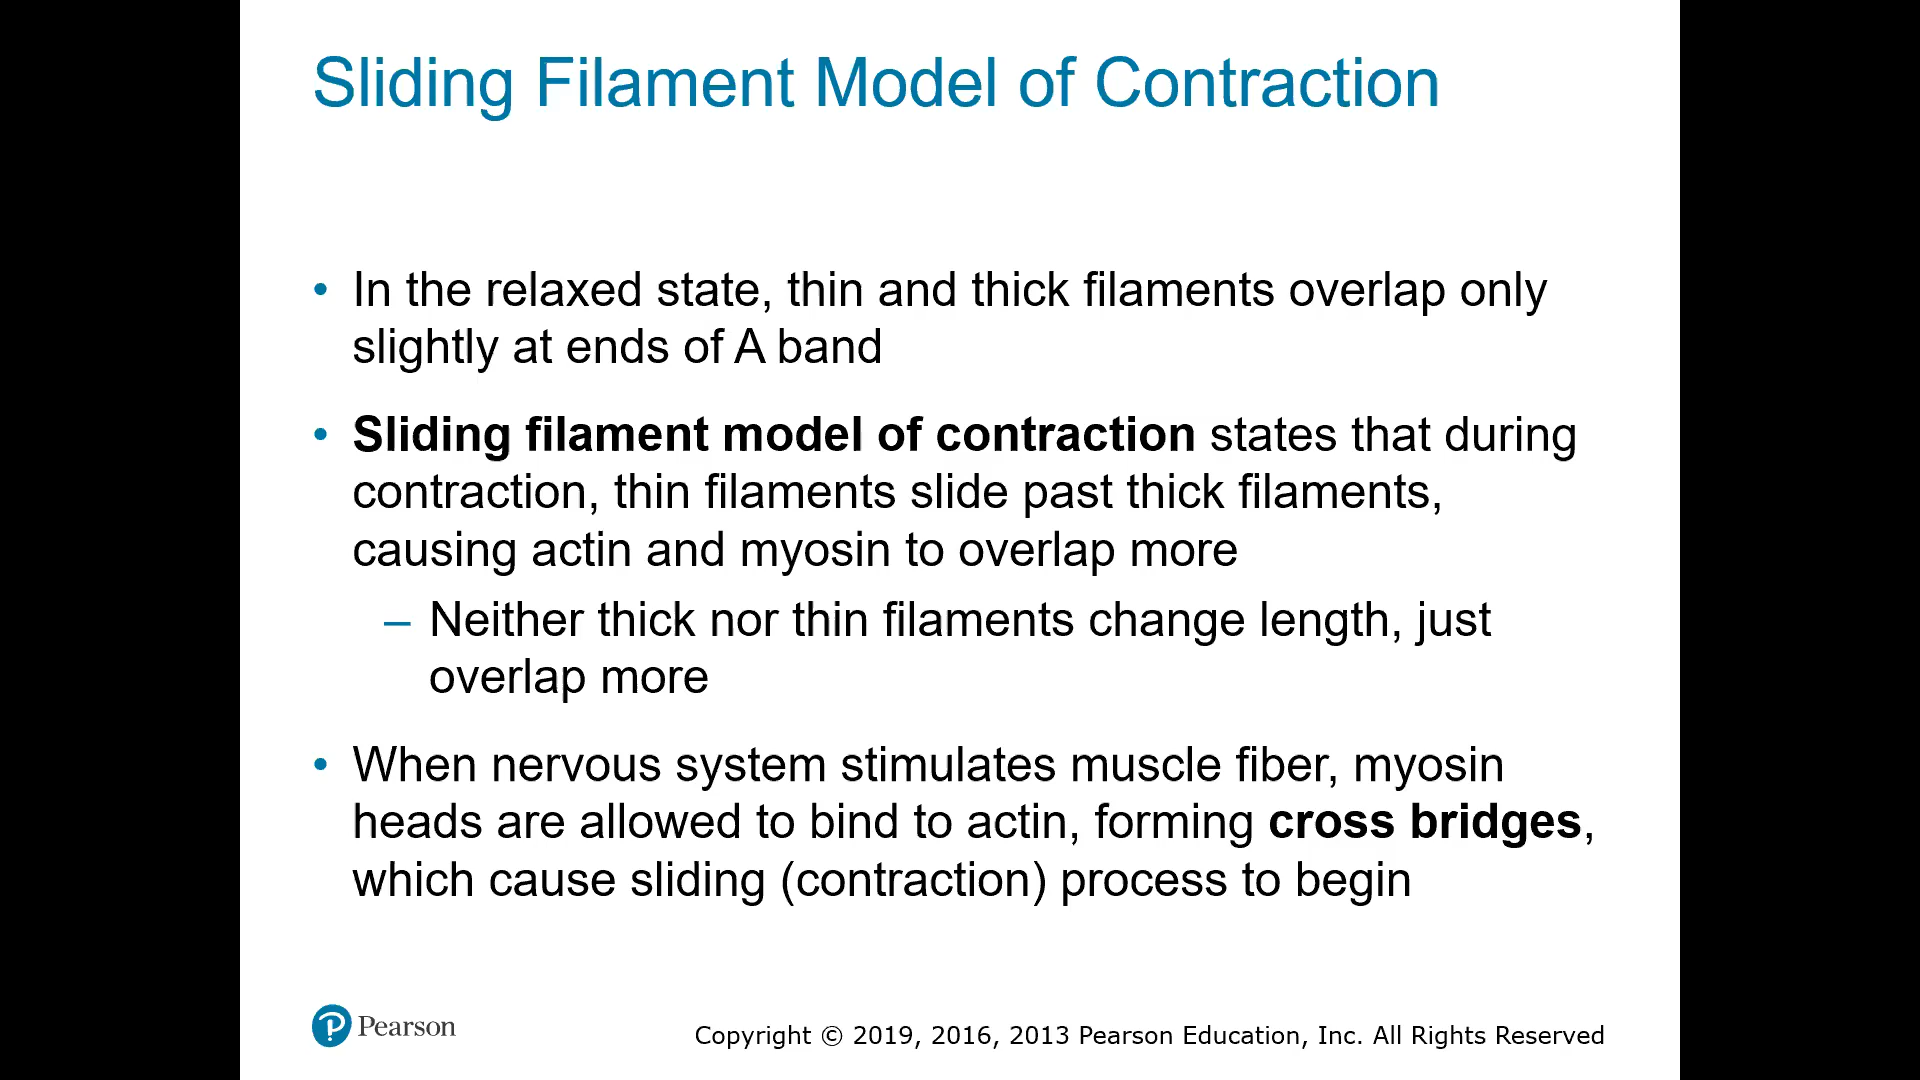 Sliding Filament Model of Contraction
• In the relaxed state, thin and thick filaments overlap only
slightly at ends of A band
• Sliding filament model of contraction states that during
contraction, thin filaments slide past thick filaments,
causing actin and myosin to overlap more
– Neither thick nor thin filaments change length, just
overlap more
• When nervous system stimulates muscle fiber, myosin
heads are allowed to bind to actin, forming cross bridges,
which cause sliding (contraction) process to begin
Pearson
Copyright © 2019, 2016, 2013 Pearson Education, Inc. All Rights Reserved